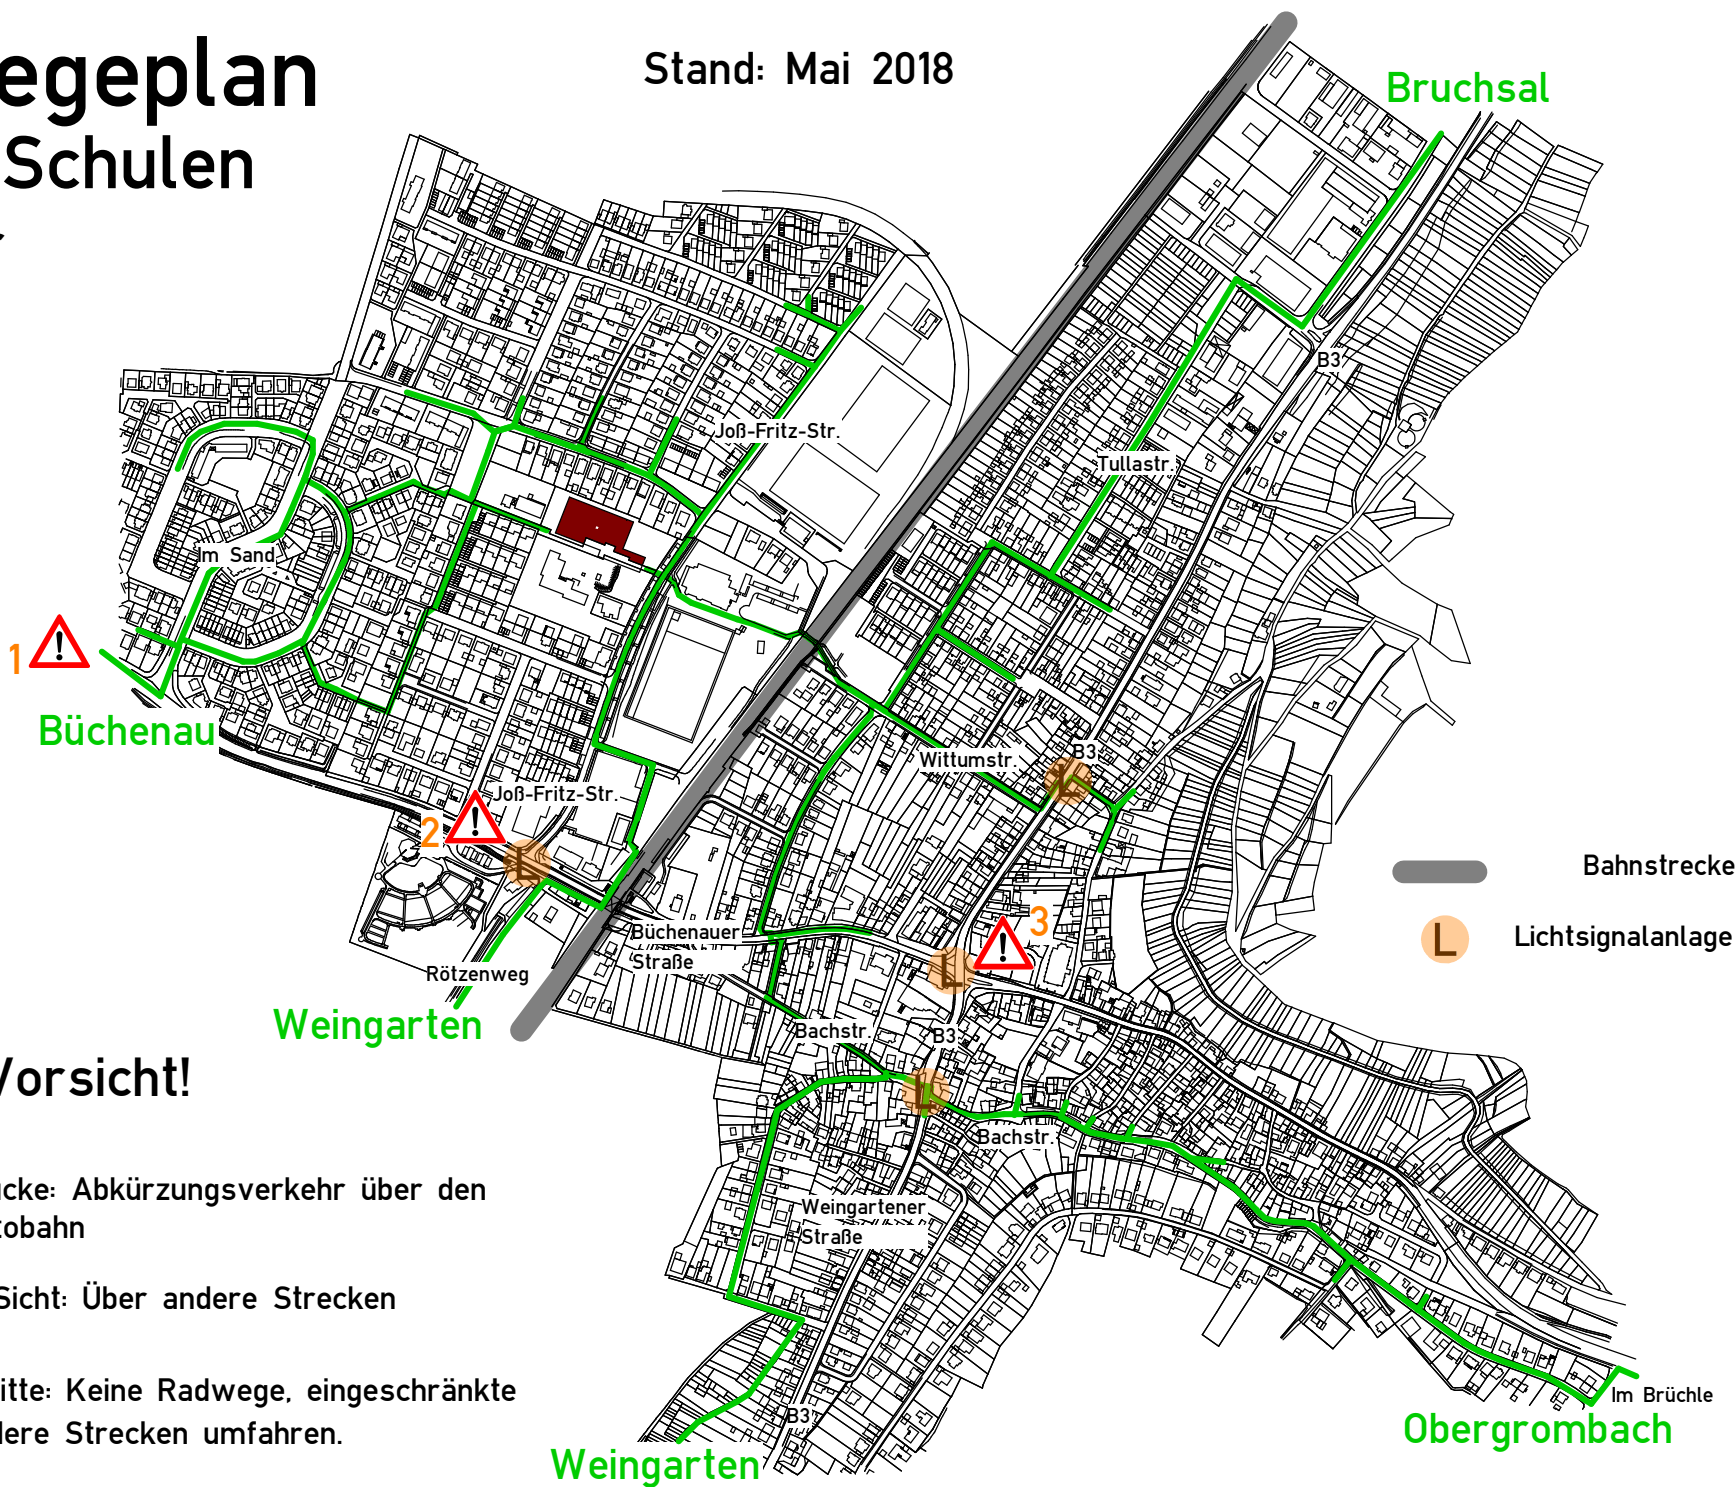 egeplan
Schulen
Stand: Mai 2018
Bruchsal
B3
Joß-Fritz-Str.
Tullastr.
Im Sand
1
Büchenau
Wittumstr.
B3
L
Joß-Fritz-Str.
2
L
Bahnstrecke
3
L
Lichtsignalanlage
L
Büchenauer
Straße
Rötzenweg
Weingarten
Bachstr.
B3
L
Vorsicht!
Bachstr.
cke: Abkürzungsverkehr über den
tobahn
Weingartener
Straße
Sicht: Über andere Strecken
itte: Keine Radwege, eingeschränkte
dere Strecken umfahren.
Im Brüchle
B3
Obergrombach
Weingarten